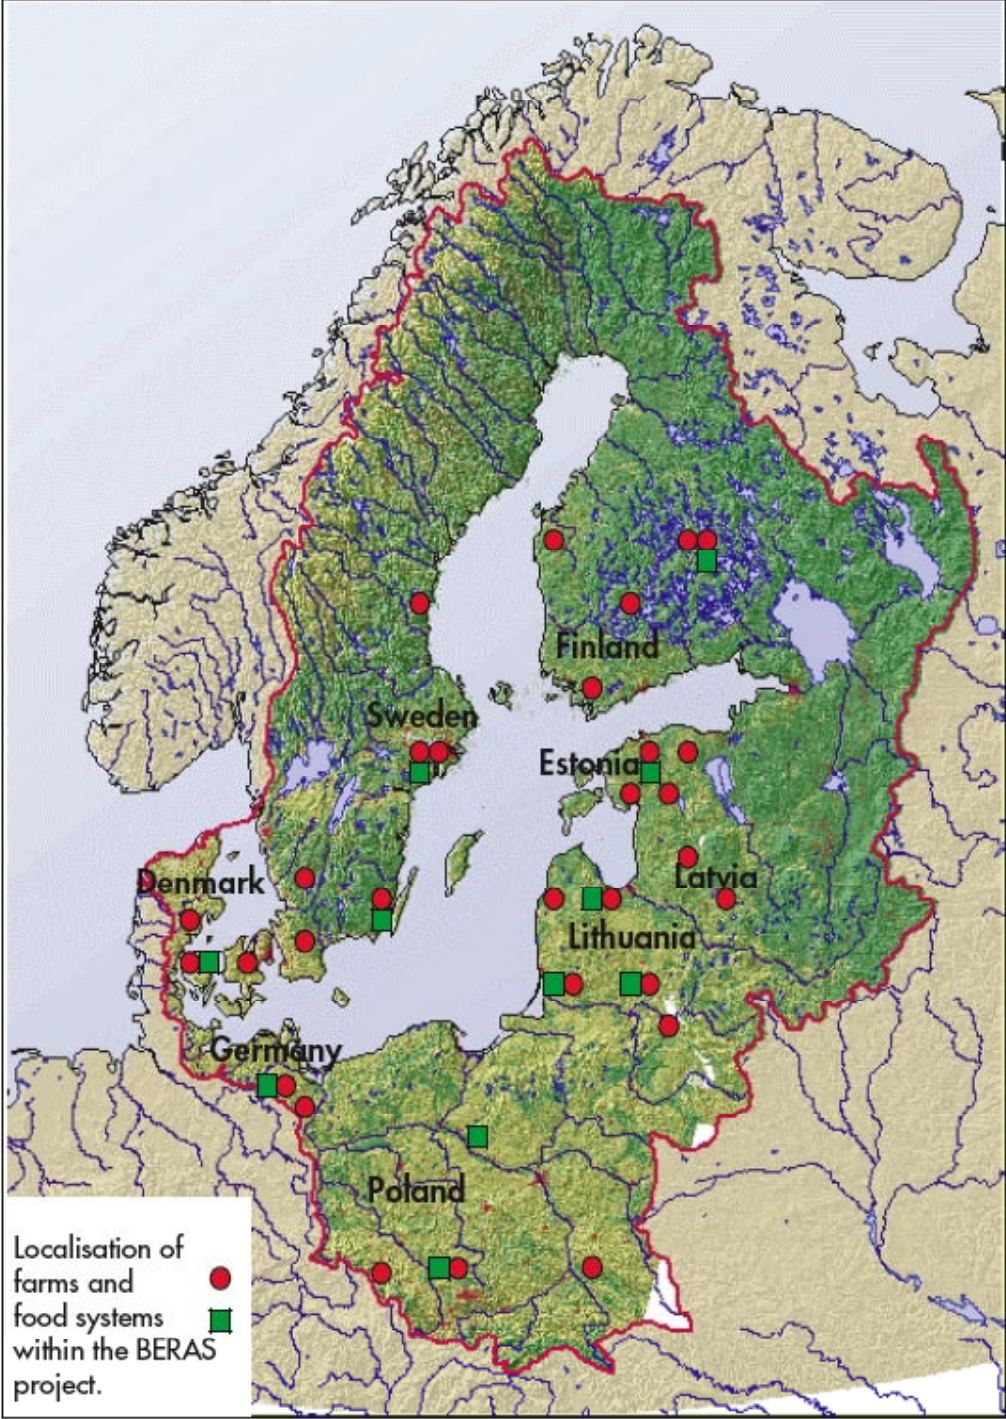 Finland
Sweden
Estonia
Denmark
Latvia
Lithuania
Germany
Poland
Localisation of
farms and
food systems
within the BERAS
project.